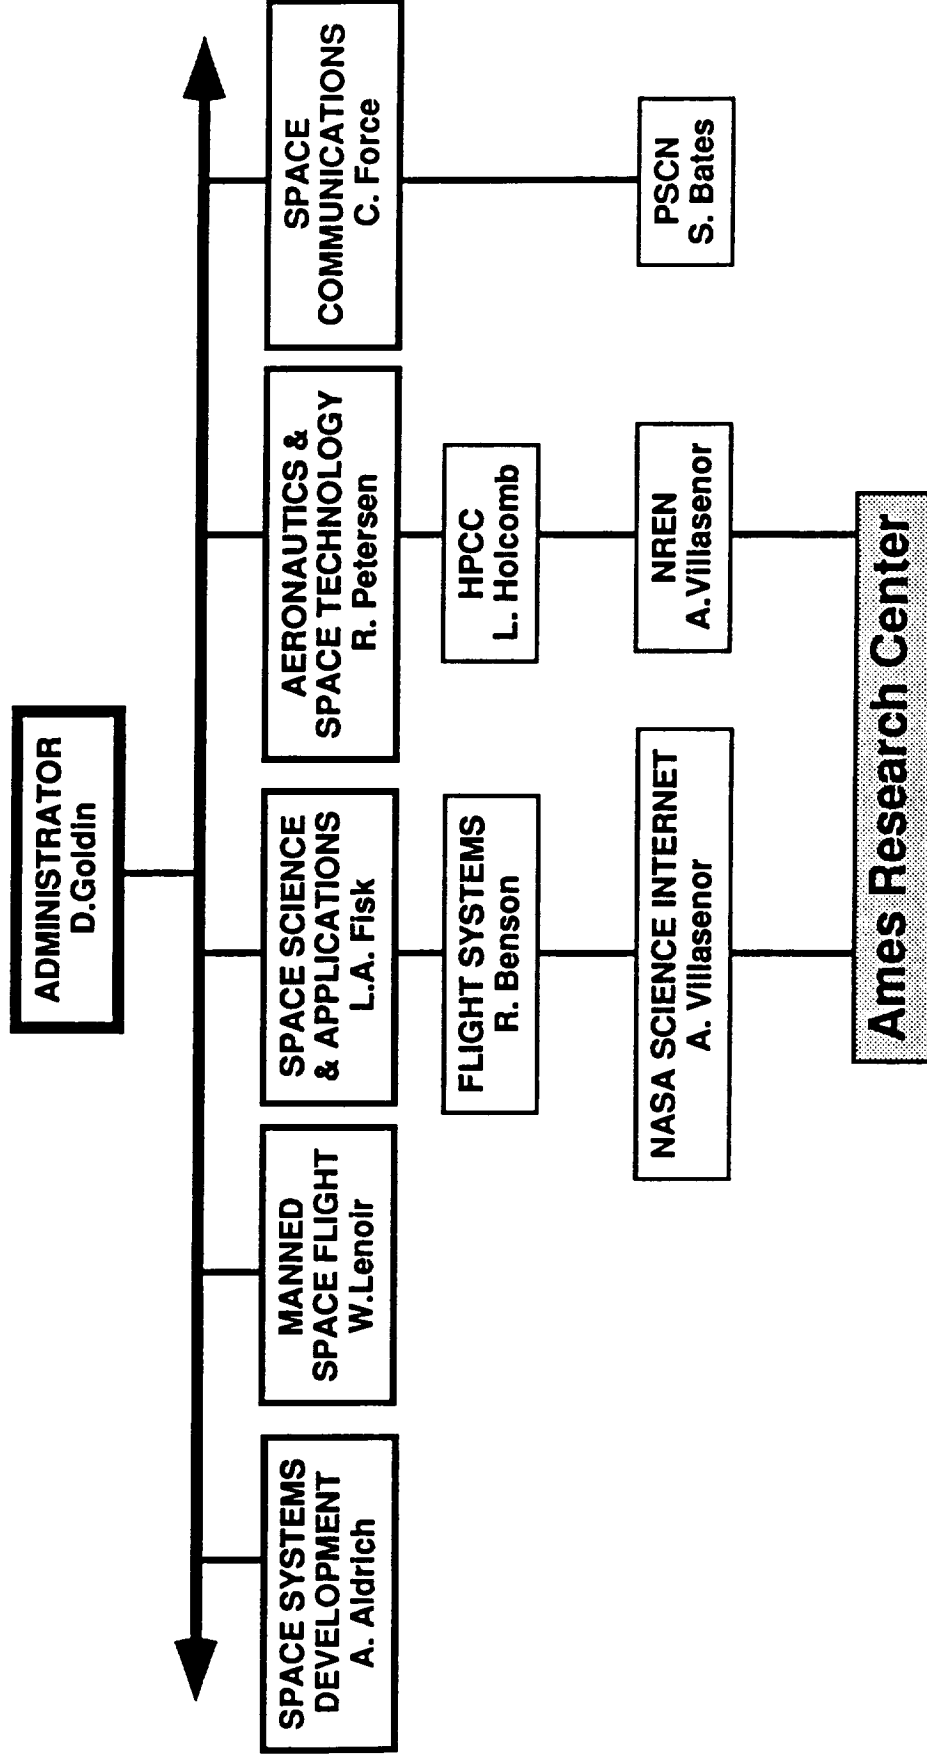 ADMINISTRATOR
D.Goldin
SPACE SYSTEMS
DEVELOPMENT
A. Aldrich
MANNED
SPACE FLIGHT
W.Lenoir
SPACE SCIENCE
& APPLICATIONS
L.A. Fisk
AERONAUTICS &
SPACE TECHNOLOGY
R. Petersen
SPACE
COMMUNICATIONS
C. Force
FLIGHT SYSTEMS
R. Benson
HPCC
L. Holcomb
NASA SCIENCE INTERNET
A. Villasenor
NREN
A.Villasenor
PSCN
S. Bates
Ames Research Center